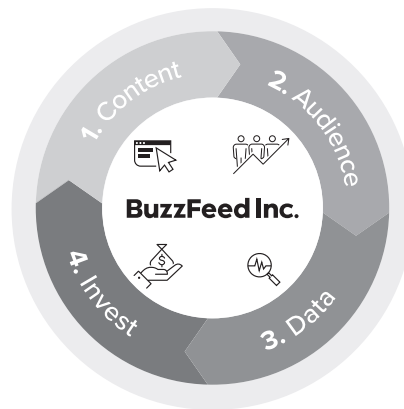 1. Content
2. Audience
BuzzFeed Inc.
$
4. Invest
3. Data